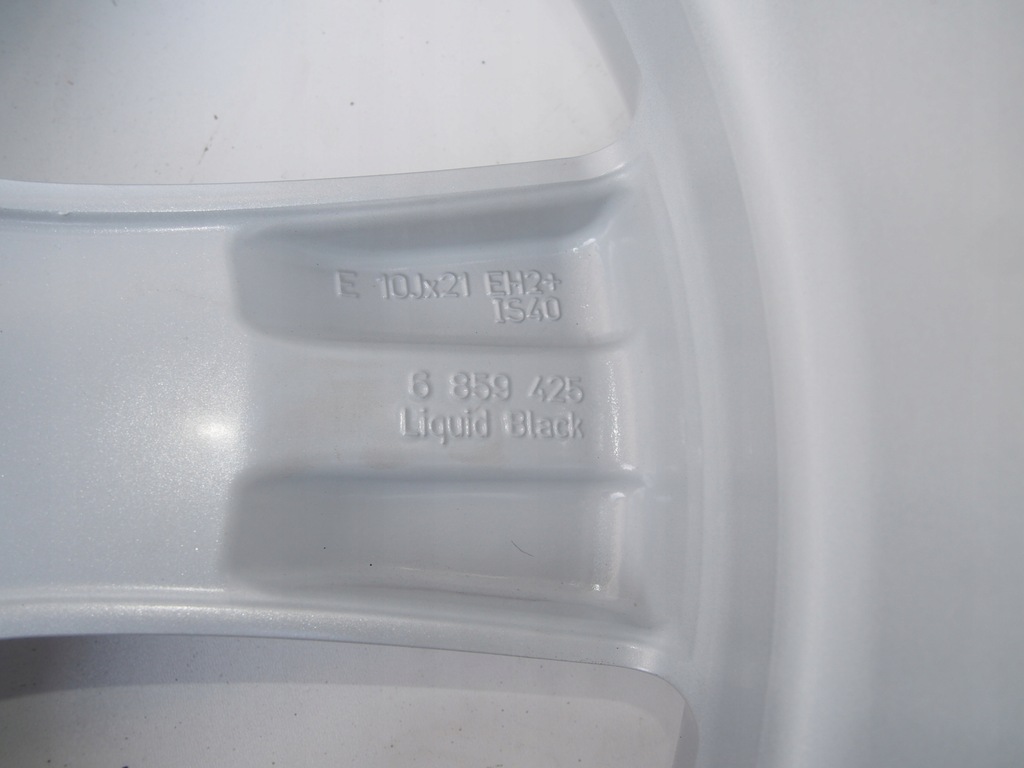 E 10Jx21 EH2+
IS40
6 859 425
Liquid Black